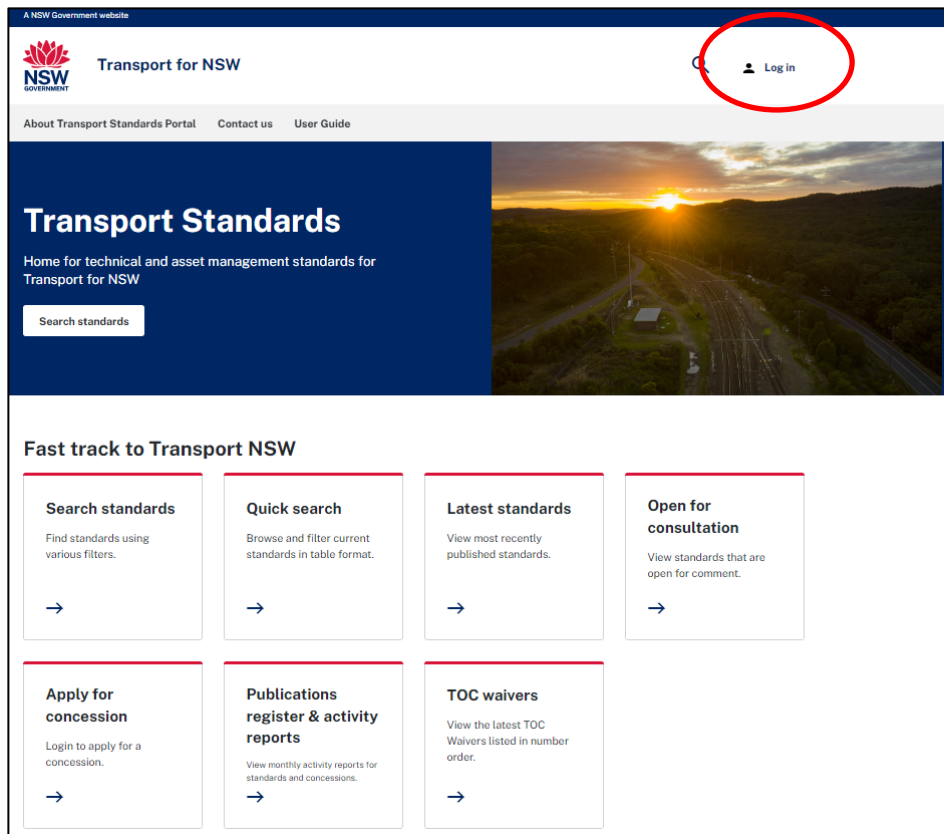 A NSW Government website
NSW
GOVERNMENT
Transport for NSW
Log in
About Transport Standards Portal Contact us User Guide
Transport Standards
Home for technical and asset management standards for
Transport for NSW
Search standards
Fast track to Transport NSW
Search standards
Find standards using
various filters.
Quick search
Browse and filter current
standards in table format.
Latest standards
View most recently
published standards.
Open for
consultation
View standards that are
open for comment.
Apply for
concession
Login to apply for a
concession.
Publications
register & activity
reports
View monthly activity reports for
standards and concessions.
TOC waivers
View the latest TOC
Waivers listed in number
order.